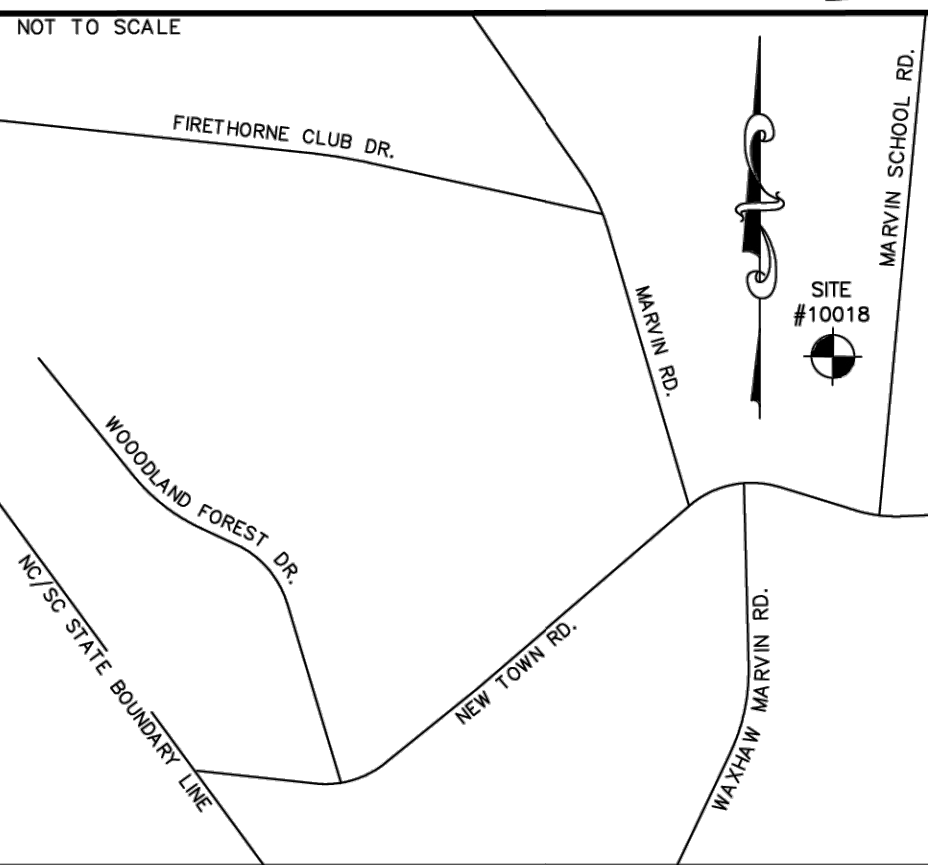 NOT TO SCALE
FIRETHORNE CLUB DR.
MARVIN SCHOOL RD.
SITE
#10018
MARVIN RD.
WOOODLAND FOREST DR.
NC/SC STATE BOUNDARY LINE
NEW TOWN RD.
WAXHAW MARVIN RD.